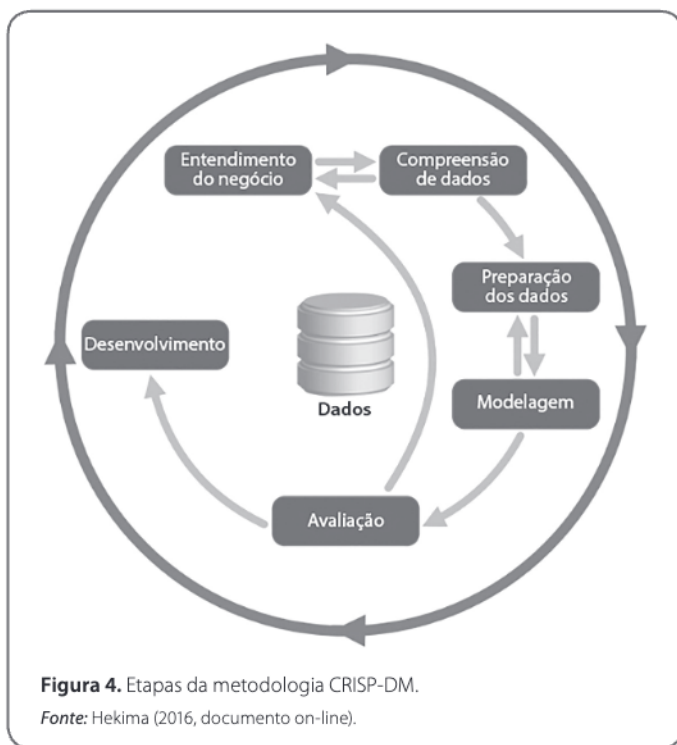 Entendimento
do negócio
Compreensão
de dados
Preparação
dos dados
Desenvolvimento
Dados
Modelagem
Avaliação
Figura 4. Etapas da metodologia CRISP-DM.
Fonte: Hekima (2016, documento on-line).